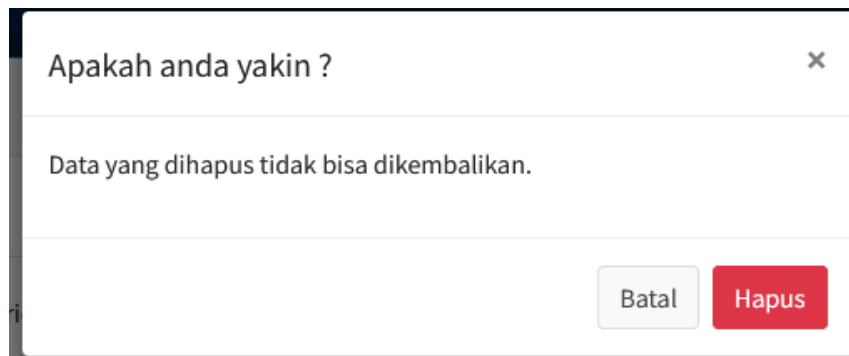 Apakah anda yakin ?
×
Data yang dihapus tidak bisa dikembalikan.
Batal
Hapus